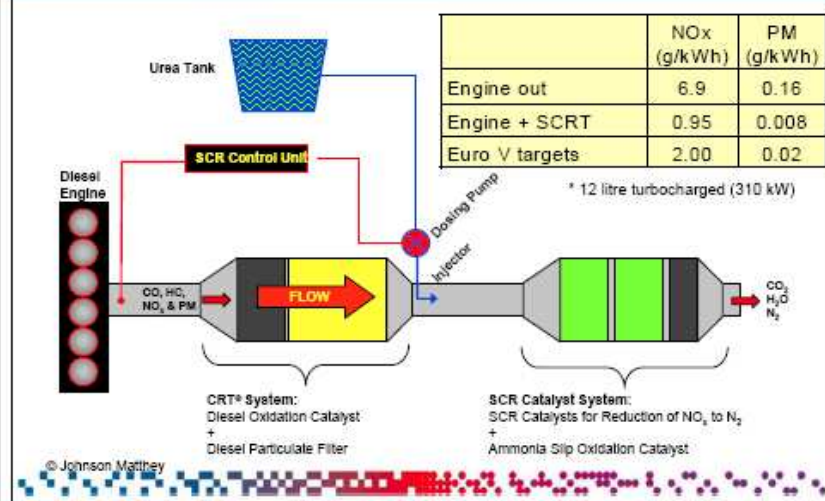 NOx PM
(g/kWh) (g/kWh)
Engine out 6.9 0.16
Engine + SCRT 0.95 0.008
Euro V targets 2.00 0.02
* 12 litre turbocharged (310 kW)
Urea Tank
SCR Control Unit
Diesel
Engine
Dosing Pump
Injector
CO, HC,
NOx & PM
FLOW
CO2
H2O
N2
CRT® System:
Diesel Oxidation Catalyst
+
Diesel Particulate Filter
SCR Catalyst System:
SCR Catalysts for Reduction of NOx to N2
+
Ammonia Slip Oxidation Catalyst
© Johnson Matthey